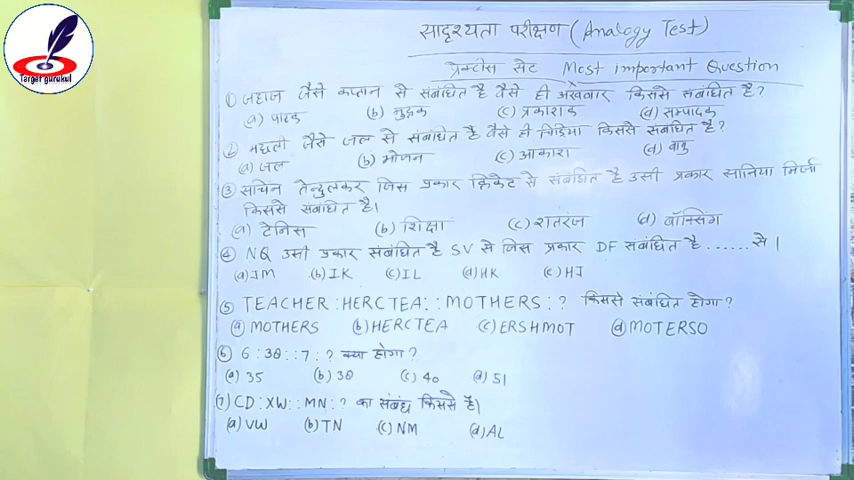 Target gurukul
सादृश्यता परीक्षण (Analogy Test)
प्रेक्टीस सेट Most important Question
① जहाज जैसे कप्तान से संबंधित है वैसे ही अखबार किससे संबंधित है?
(a) पाठक (b) मुद्रक (c) प्रकाशक (d) सम्पादक
② मछली जैसे जल से संबंधित है वैसे ही चिड़िया किससे संबंधित है?
(a) जल (b) भोजन (c) आकाश (d) वायु
③ सचिन तेन्दुलकर जिस प्रकार क्रिकेट से संबंधित है उसी प्रकार सानिया मिर्जा
किससे संबंधित है।
(a) टेनिस (b) शिक्षा (c) शतरंज (d) बॉक्सिंग
④ NQ उसी प्रकार संबंधित है SV से जिस प्रकार DF संबंधित है ...... से।
(a) JM (b) IK (c) IL (d) HK (e) HJ
⑤ TEACHER : HERCTEA :: MOTHERS : ? किससे संबंधित होगा?
(a) MOTHERS (b) HERCTEA (c) ERSHMOT (d) MOTERSO
⑥ 6 : 30 :: 7 : ? क्या होगा?
(a) 35 (b) 30 (c) 40 (d) 51
(7) CD : XW :: MN : ? का संबंध किससे है।
(a) VW (b) TN (c) NM (d) AL